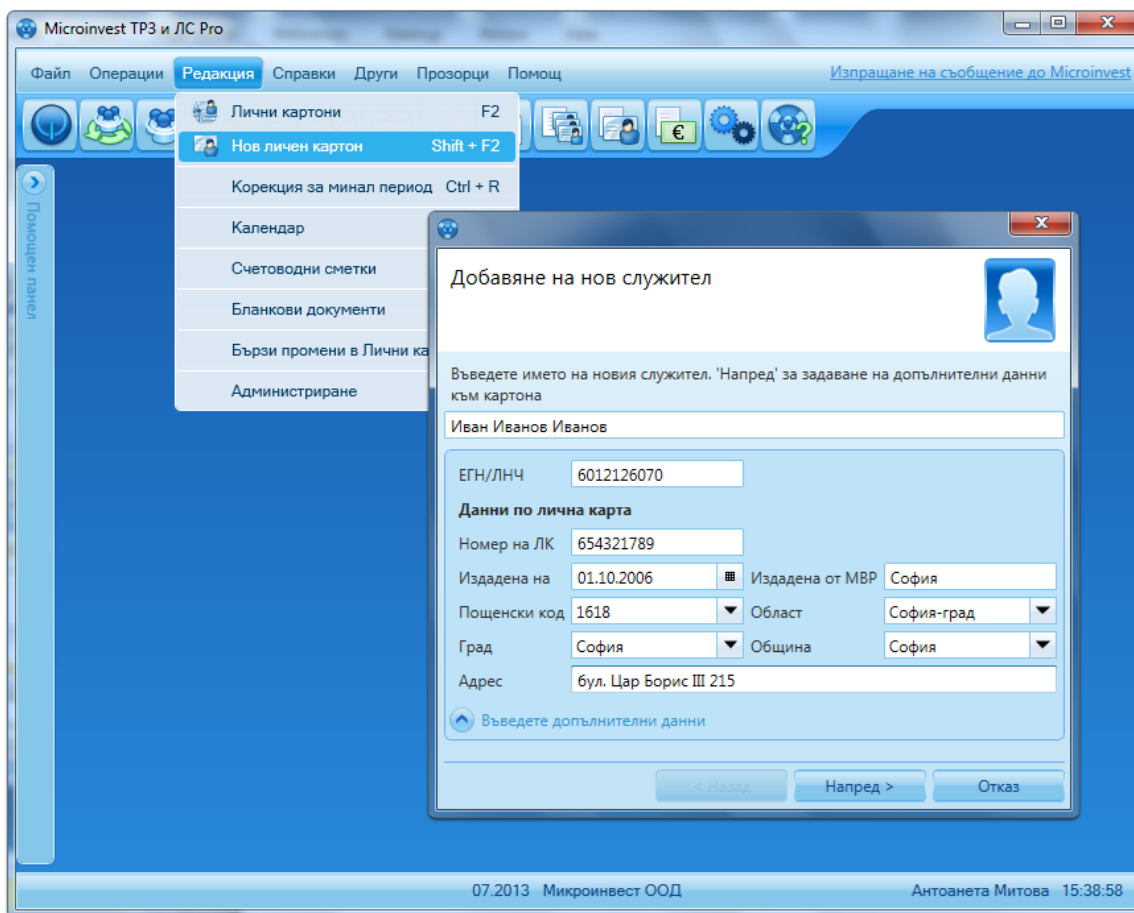 Microinvest ТРЗ и ЛС Pro
Файл Операции Редакция Справки Други Прозорци Помощ Изпращане на съобщение до Microinvest
Лични картони F2
Нов личен картон Shift + F2
Корекция за минал период Ctrl + R
Календар
Счетоводни сметки
Бланкови документи
Бързи промени в Лични ка
Администриране
Помощен панел
Добавяне на нов служител
Въведете името на новия служител. 'Напред' за задаване на допълнителни данни
към картона
Иван Иванов Иванов
ЕГН/ЛНЧ 6012126070
Данни по лична карта
Номер на ЛК 654321789
Издадена на 01.10.2006 Издадена от МВР София
Пощенски код 1618 Област София-град
Град София Община София
Адрес бул. Цар Борис III 215
Въведете допълнителни данни
< Назад Напред > Отказ
07.2013 Микроинвест ООД Антоанета Митова 15:38:58